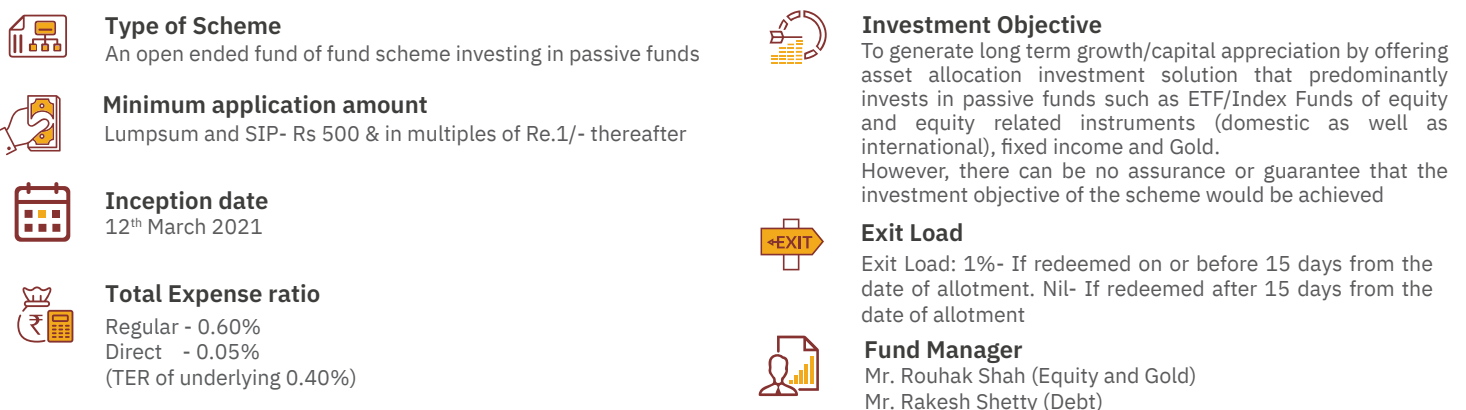 Type of Scheme
An open ended fund of fund scheme investing in passive funds
Minimum application amount
Lumpsum and SIP- Rs 500 & in multiples of Re.1/- thereafter
Inception date
12th March 2021
Total Expense ratio
Regular - 0.60%
Direct - 0.05%
(TER of underlying 0.40%)
Investment Objective
To generate long term growth/capital appreciation by offering
asset allocation investment solution that predominantly
invests in passive funds such as ETF/Index Funds of equity
and equity related instruments (domestic as well as
international), fixed income and Gold.
However, there can be no assurance or guarantee that the
investment objective of the scheme would be achieved
EXIT
Exit Load
Exit Load: 1%- If redeemed on or before 15 days from the
date of allotment. Nil- If redeemed after 15 days from the
date of allotment
Fund Manager
Mr. Rouhak Shah (Equity and Gold)
Mr. Rakesh Shetty (Debt)